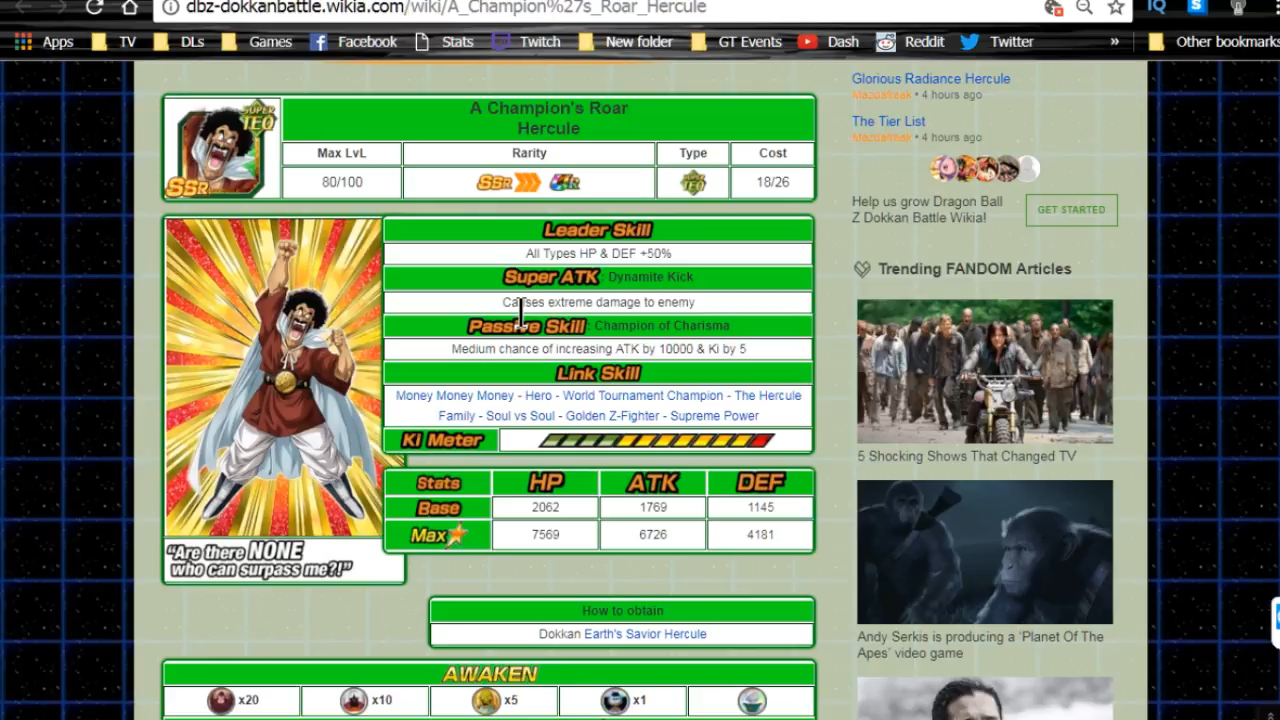 dbz-dokkanbattle.wikia.com/wiki/A_Champion%27s_Roar_Hercule
IQ
S
Apps
TV
DLs
Games
Facebook
Stats
Twitch
New folder
GT Events
Dash
Reddit
Twitter
»
Other bookmarks
SUPER TEQ
SSR
A Champion's Roar
Hercule
Max LvL
Rarity
Type
Cost
80/100
SSR
UR
18/26
Leader Skill
All Types HP & DEF +50%
Super ATK : Dynamite Kick
Causes extreme damage to enemy
Passive Skill : Champion of Charisma
Medium chance of increasing ATK by 10000 & Ki by 5
Link Skill
Money Money Money - Hero - World Tournament Champion - The Hercule
Family - Soul vs Soul - Golden Z-Fighter - Supreme Power
Ki Meter
Stats HP ATK DEF
Base 2062 1769 1145
Max 7569 6726 4181
"Are there NONE
who can surpass me?!"
How to obtain
Dokkan Earth's Savior Hercule
AWAKEN
x20 x10 x5 x1
Glorious Radiance Hercule
Mazdafreak • 4 hours ago
The Tier List
Mazdafreak • 4 hours ago
Help us grow Dragon Ball
Z Dokkan Battle Wikia!
GET STARTED
Trending FANDOM Articles
5 Shocking Shows That Changed TV
Andy Serkis is producing a 'Planet Of The
Apes' video game